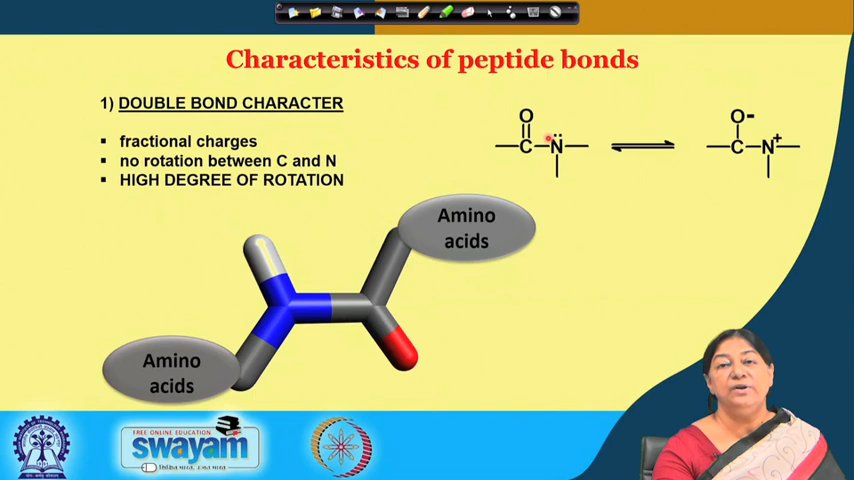 Characteristics of peptide bonds
1) DOUBLE BOND CHARACTER
▪ fractional charges
▪ no rotation between C and N
▪ HIGH DEGREE OF ROTATION
O
C N
O-
C N+
Amino
acids
Amino
acids
FREE ONLINE EDUCATION
swayam